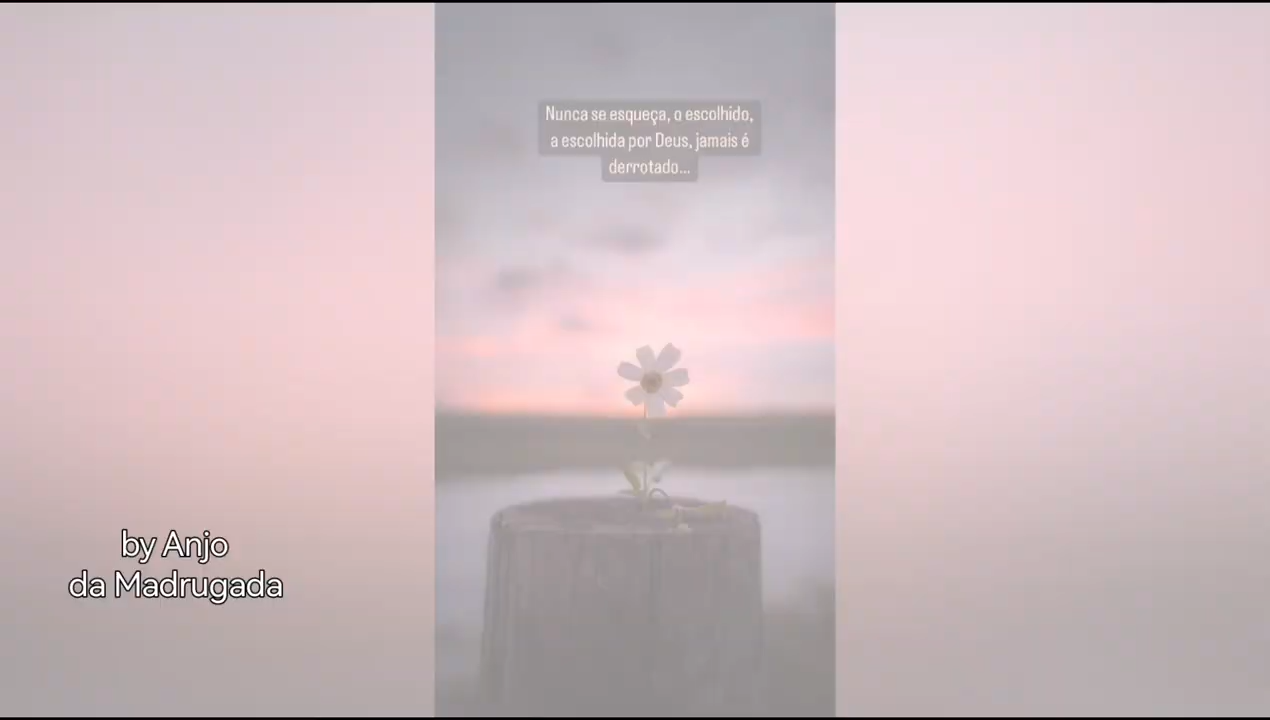 Nunca se esqueça, o escolhido,
a escolhida por Deus, jamais é
derrotado...
by Anjo
da Madrugada